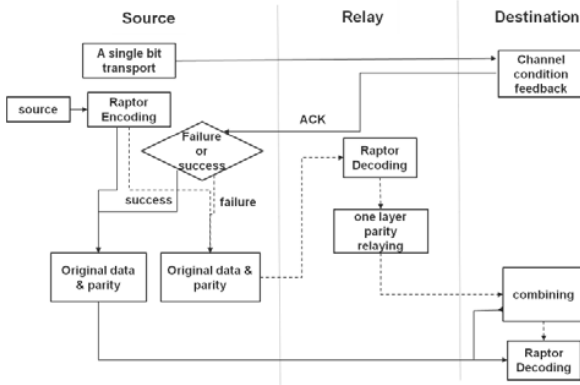 Source
Relay
Destination
A single bit
transport
Channel
condition
feedback
source
Raptor
Encoding
ACK
Failure
or
success
Raptor
Decoding
success
failure
one layer
parity
relaying
Original data
& parity
Original data &
parity
combining
Raptor
Decoding